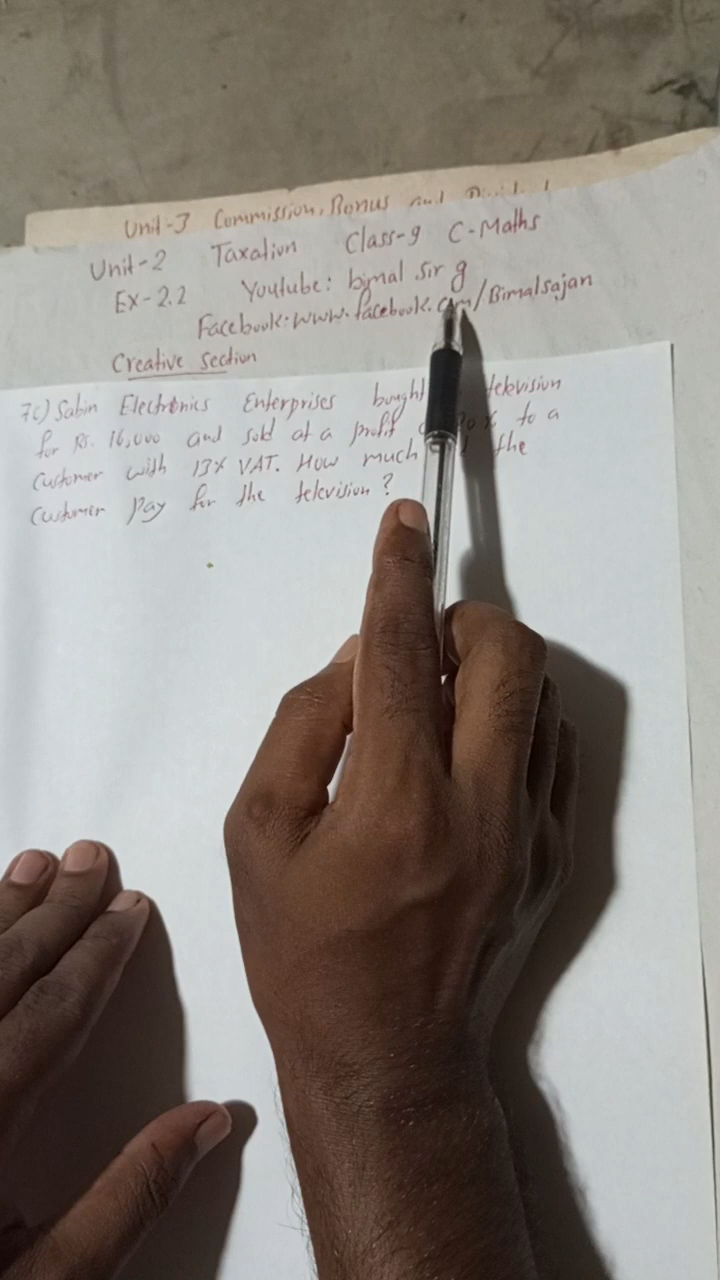 Unit-3 Commission, Bonus and
Unit-2 Taxation Class-9 C-Maths
Ex-2.2 Youtube: bimal sir g
Facebook:www.facebook.com/Bimalsajan
Creative section
7c) Sabin Electronics Enterprises bought television
for Rs. 16,000 and sold at a profit to a
customer with 13% VAT. How much the
customer pay for the television?